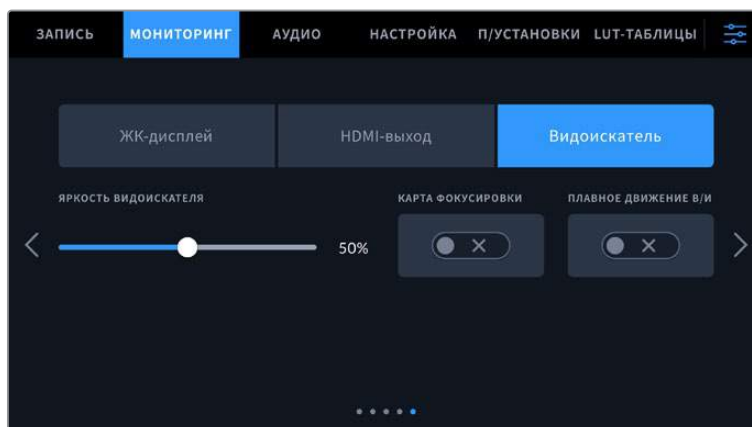 ЗАПИСЬ МОНИТОРИНГ АУДИО НАСТРОЙКА П/УСТАНОВКИ LUT-ТАБЛИЦЫ
ЖК-дисплей HDMI-выход Видоискатель
ЯРКОСТЬ ВИДОИСКАТЕЛЯ КАРТА ФОКУСИРОВКИ ПЛАВНОЕ ДВИЖЕНИЕ В/И
50%